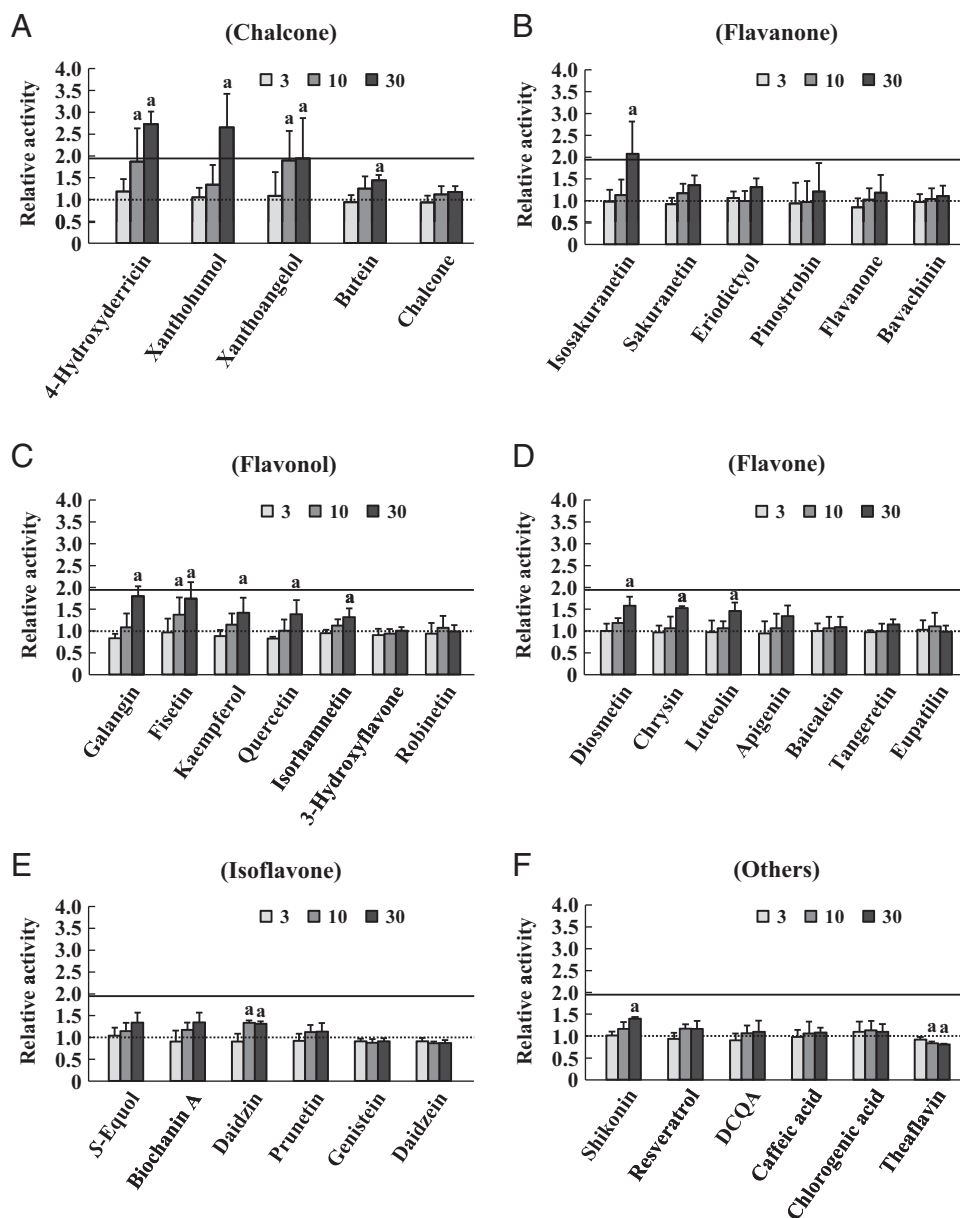 A
(Chalcone)
Relative activity
4.0
3.5
3.0
2.5
2.0
1.5
1.0
0.5
0
3 10 30
a a a a a a
4-Hydroxyderricin
Xanthohumol
Xanthoangelol
Butein
Chalcone
B
(Flavanone)
Relative activity
4.0
3.5
3.0
2.5
2.0
1.5
1.0
0.5
0
3 10 30
a
Isosakuranetin
Sakuranetin
Eriodictyol
Pinostrobin
Flavanone
Bavachinin
C
(Flavonol)
Relative activity
4.0
3.5
3.0
2.5
2.0
1.5
1.0
0.5
0
3 10 30
a a a a a a
Galangin
Fisetin
Kaempferol
Quercetin
Isorhamnetin
3-Hydroxyflavone
Robinetin
D
(Flavone)
Relative activity
4.0
3.5
3.0
2.5
2.0
1.5
1.0
0.5
0
3 10 30
a a a
Diosmetin
Chrysin
Luteolin
Apigenin
Baicalein
Tangeretin
Eupatilin
E
(Isoflavone)
Relative activity
4.0
3.5
3.0
2.5
2.0
1.5
1.0
0.5
0
3 10 30
a a
S-Equol
Biochanin A
Daidzin
Prunetin
Genistein
Daidzein
F
(Others)
Relative activity
4.0
3.5
3.0
2.5
2.0
1.5
1.0
0.5
0
3 10 30
a a a
Shikonin
Resveratrol
DCQA
Caffeic acid
Chlorogenic acid
Theaflavin